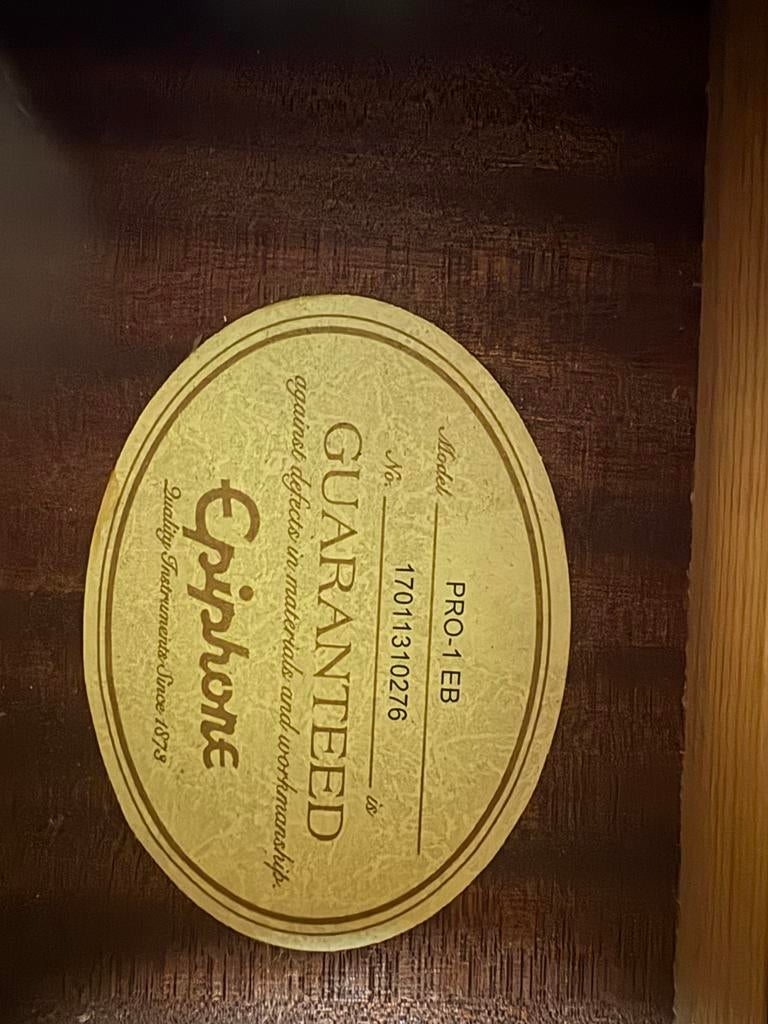 Model PRO-1 EB
No. 17011310276 is
GUARANTEED
against defects in materials and workmanship.
Epiphone
Quality Instruments Since 1873